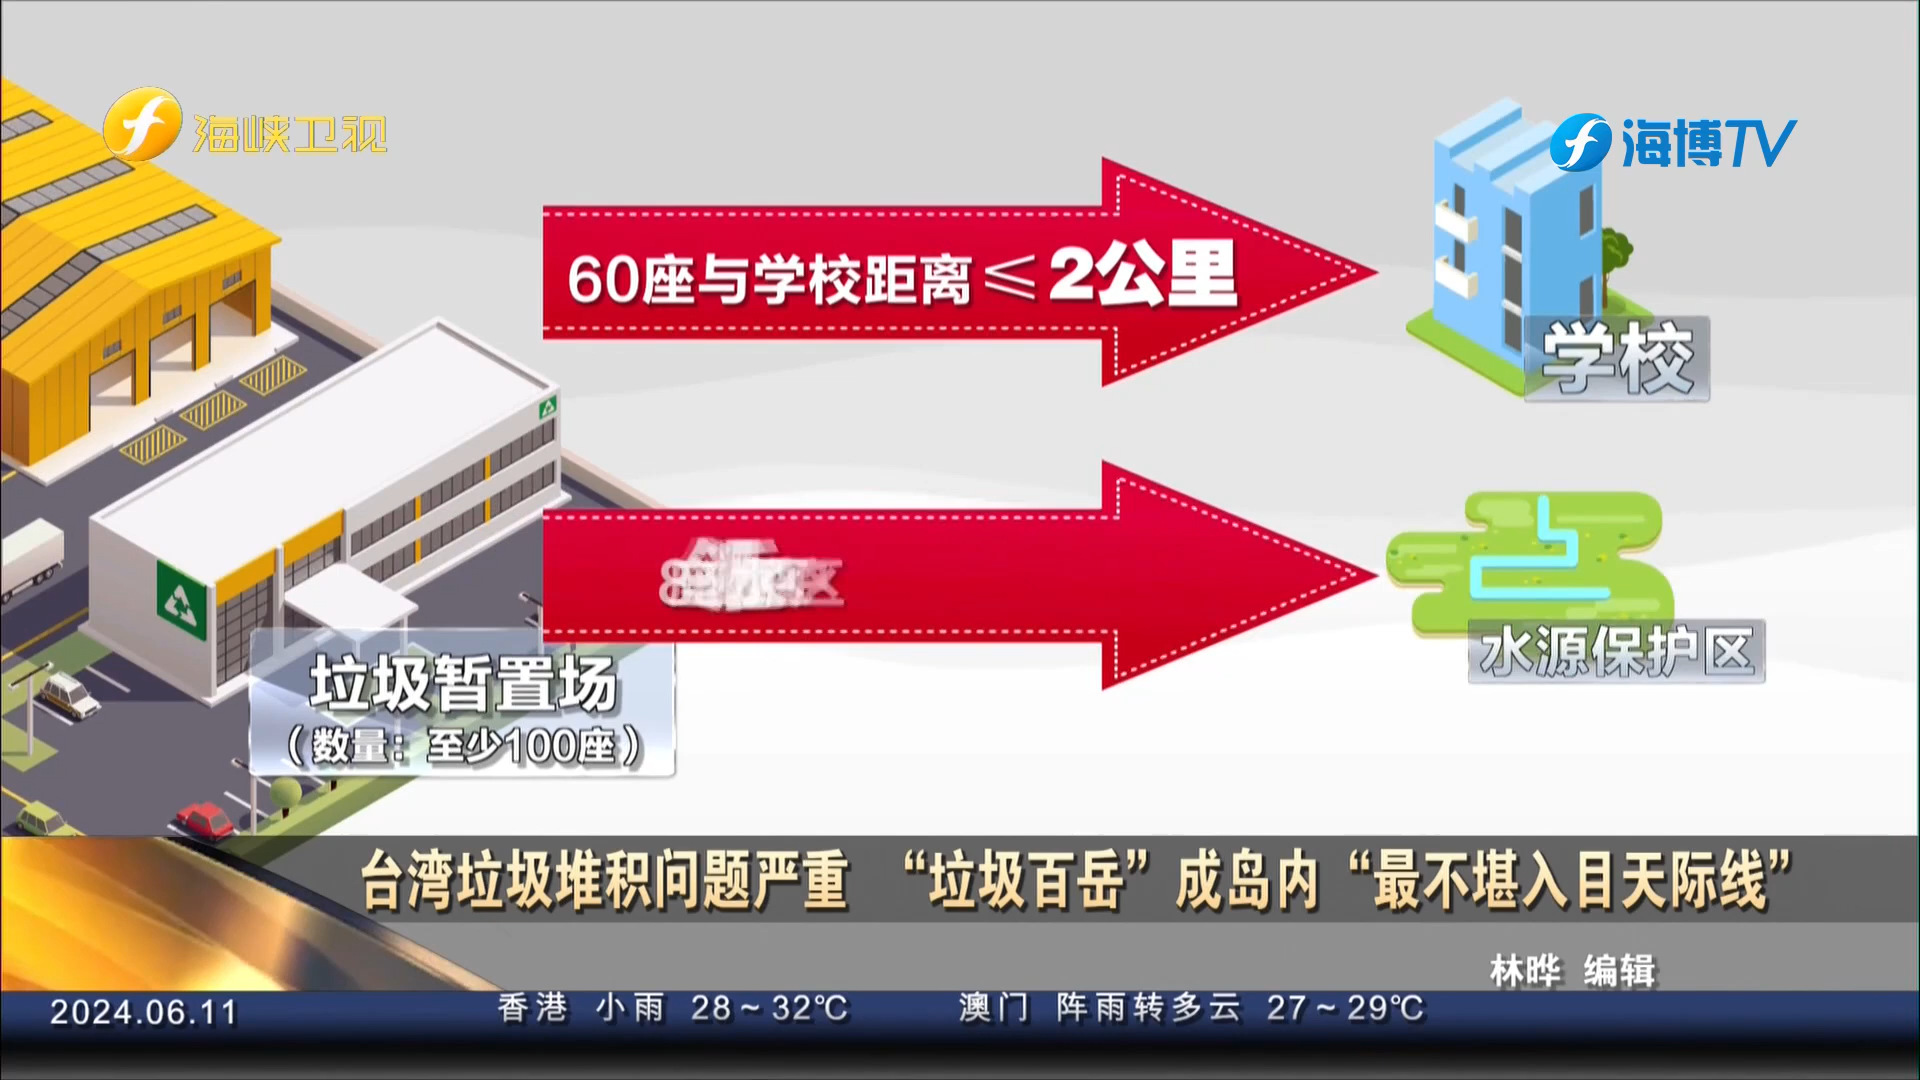 海峡卫视
海博TV
60座与学校距离≤2公里
学校
水源保护区
垃圾暂置场
（数量：至少100座）
台湾垃圾堆积问题严重 “垃圾百岳”成岛内“最不堪入目天际线”
林晔 编辑
2024.06.11 香港 小雨 28～32℃ 澳门 阵雨转多云 27～29℃